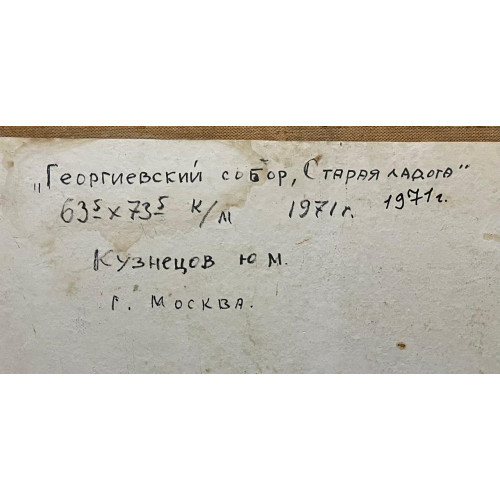 „Георгиевский собор, Старая ладога"
63⁵ х 73⁵ к/м 1971г. 1971г.
Кузнецов Ю М.
г. Москва.